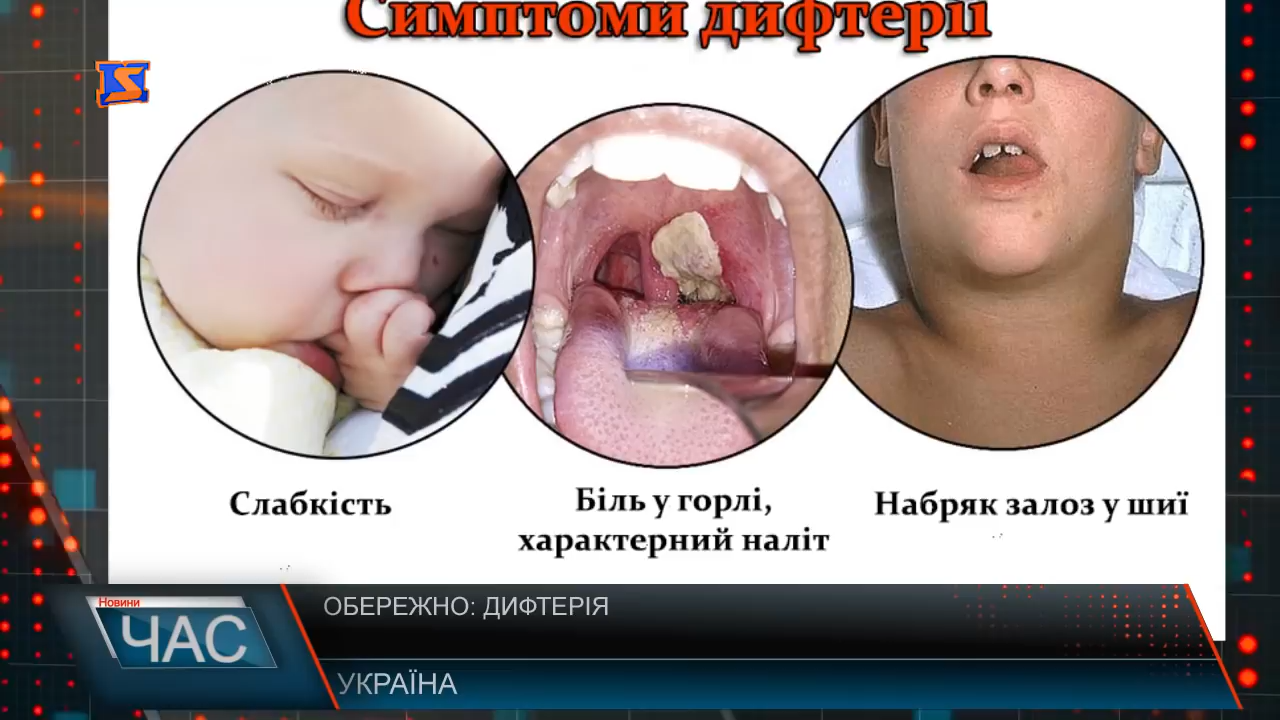 Симптоми дифтерії
Слабкість
Біль у горлі,
характерний наліт
Набряк залоз у шиї
Новини
ЧАС
ОБЕРЕЖНО: ДИФТЕРІЯ
УКРАЇНА